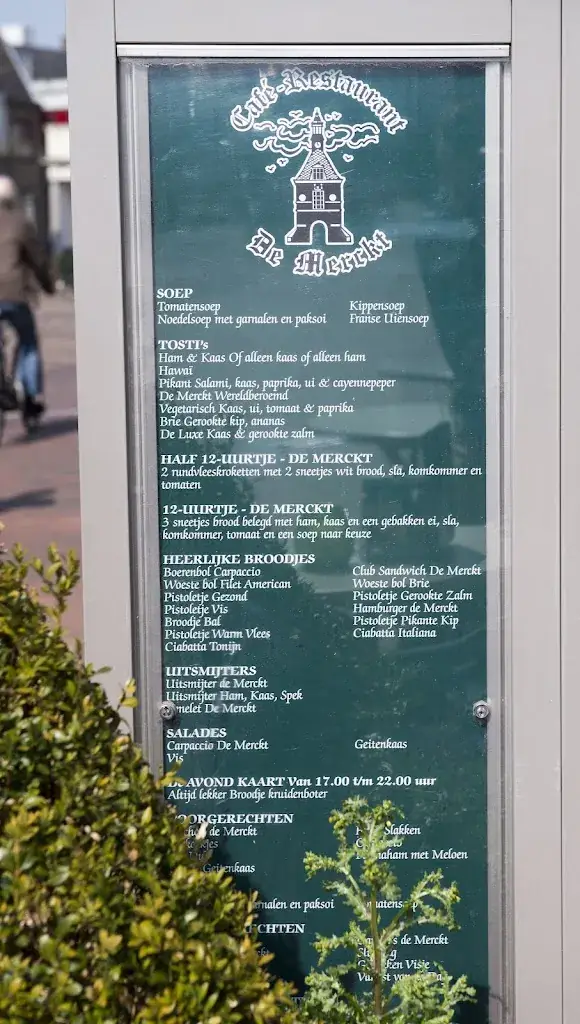 Café-Restaurant
De Merckt
SOEP
Tomatensoep Kippensoep
Noedelsoep met garnalen en paksoi Franse Uiensoep
TOSTI's
Ham & Kaas Of alleen kaas of alleen ham
Hawaï
Pikant Salami, kaas, paprika, ui & cayennepeper
De Merckt Wereldberoemd
Vegetarisch Kaas, ui, tomaat & paprika
Brie Gerookte kip, ananas
De Luxe Kaas & gerookte zalm
HALF 12-UURTJE - DE MERCKT
2 rundvleeskroketten met 2 sneetjes wit brood, sla, komkommer en
tomaten
12-UURTJE - DE MERCKT
3 sneetjes brood belegd met ham, kaas en een gebakken ei, sla,
komkommer, tomaat en een soep naar keuze
HEERLIJKE BROODJES
Boerenbol Carpaccio Club Sandwich De Merckt
Woeste bol Filet American Woeste bol Brie
Pistoletje Gezond Pistoletje Gerookte Zalm
Pistoletje Vis Hamburger de Merckt
Broodje Bal Pistoletje Pikante Kip
Pistoletje Warm Vlees Ciabatta Italiana
Ciabatta Tonijn
UITSMIJTERS
Uitsmijter de Merckt
Uitsmijter Ham, Kaas, Spek
melet De Merckt
SALADES
Carpaccio De Merckt Geitenkaas
Vis
AVOND KAART Van 17.00 t/m 22.00 uur
Altijd lekker Broodje kruidenboter
OORGERECHTEN
de Merckt Slakken
ham met Meloen
Geitenkaas
rnalen en paksoi omatensoep
ECHTEN
de Merckt